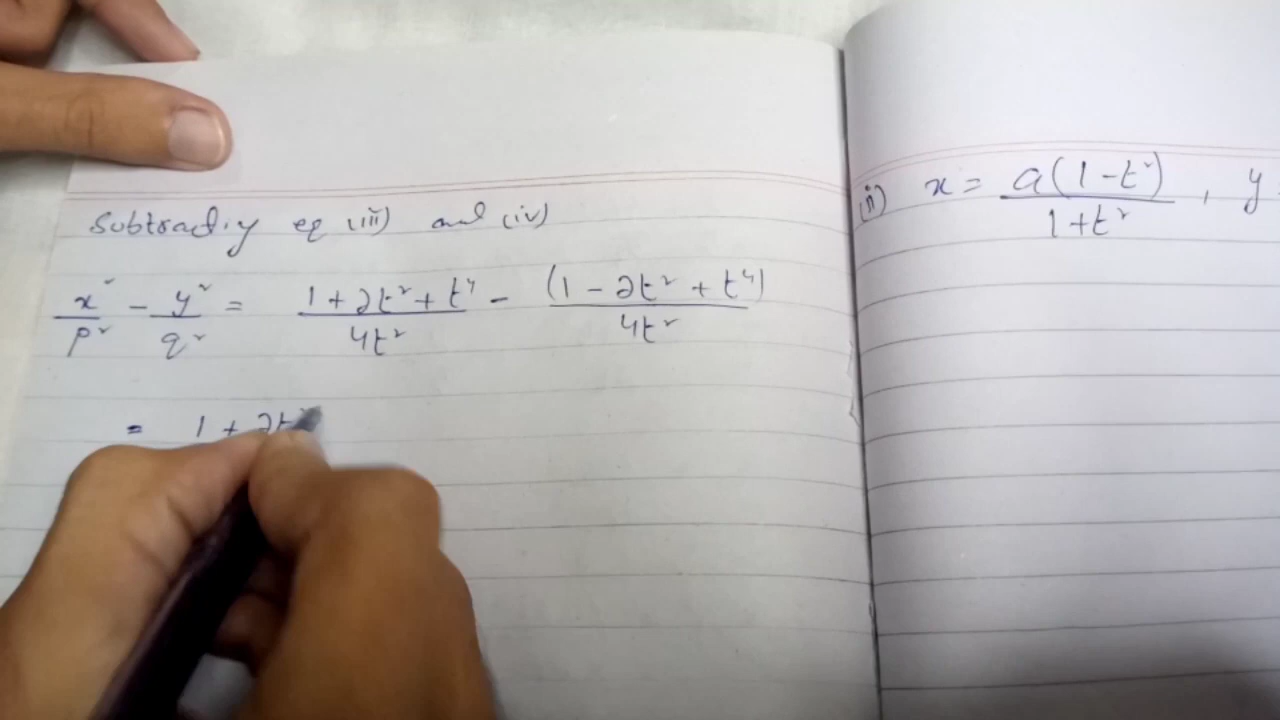 Subtracting eq (iii) and (iv)
x²/p² - y²/q² = (1 + 2t² + t⁴)/4t² - (1 - 2t² + t⁴)/4t²
= 1 + 2t²
(ii) x = a(1-t²)/(1+t²) , y